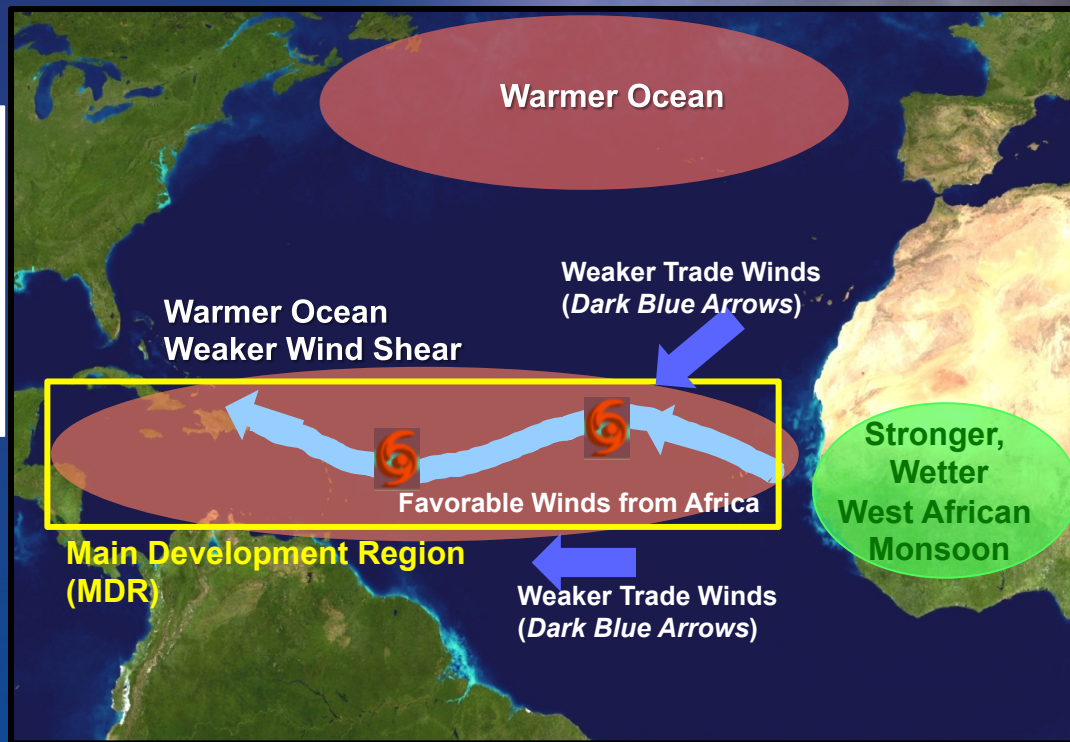 Warmer Ocean
Weaker Trade Winds
(Dark Blue Arrows)
Warmer Ocean
Weaker Wind Shear
Stronger,
Wetter
West African
Monsoon
Favorable Winds from Africa
Main Development Region
(MDR)
Weaker Trade Winds
(Dark Blue Arrows)